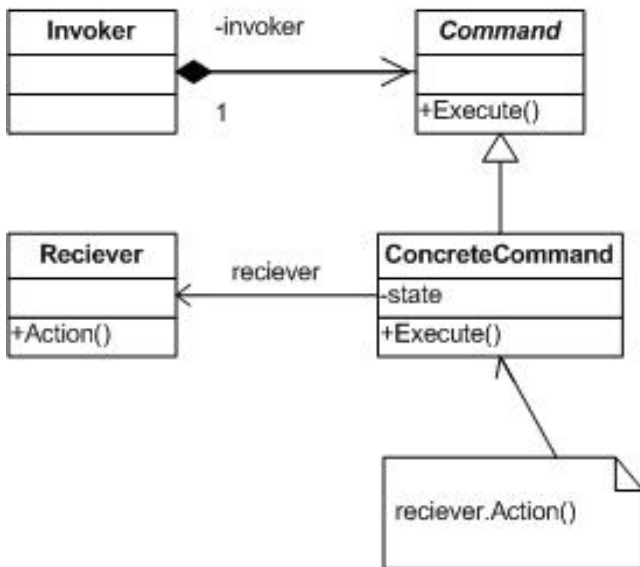 Invoker
-invoker
Command
1
+Execute()
Reciever
reciever
ConcreteCommand
-state
+Action()
+Execute()
reciever.Action()